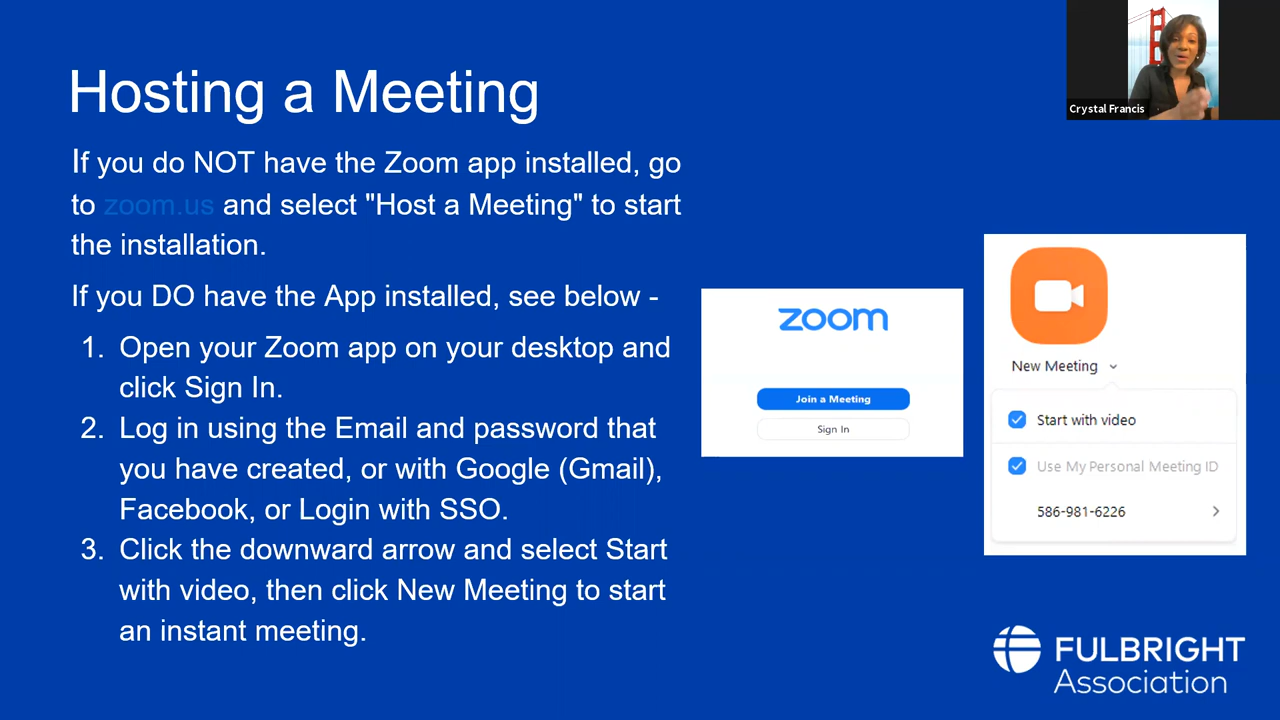 Hosting a Meeting
If you do NOT have the Zoom app installed, go
to zoom.us and select "Host a Meeting" to start
the installation.
If you DO have the App installed, see below -
1. Open your Zoom app on your desktop and
click Sign In.
2. Log in using the Email and password that
you have created, or with Google (Gmail),
Facebook, or Login with SSO.
3. Click the downward arrow and select Start
with video, then click New Meeting to start
an instant meeting.
zoom
Join a Meeting
Sign In
New Meeting
Start with video
Use My Personal Meeting ID
586-981-6226
Crystal Francis
FULBRIGHT
Association